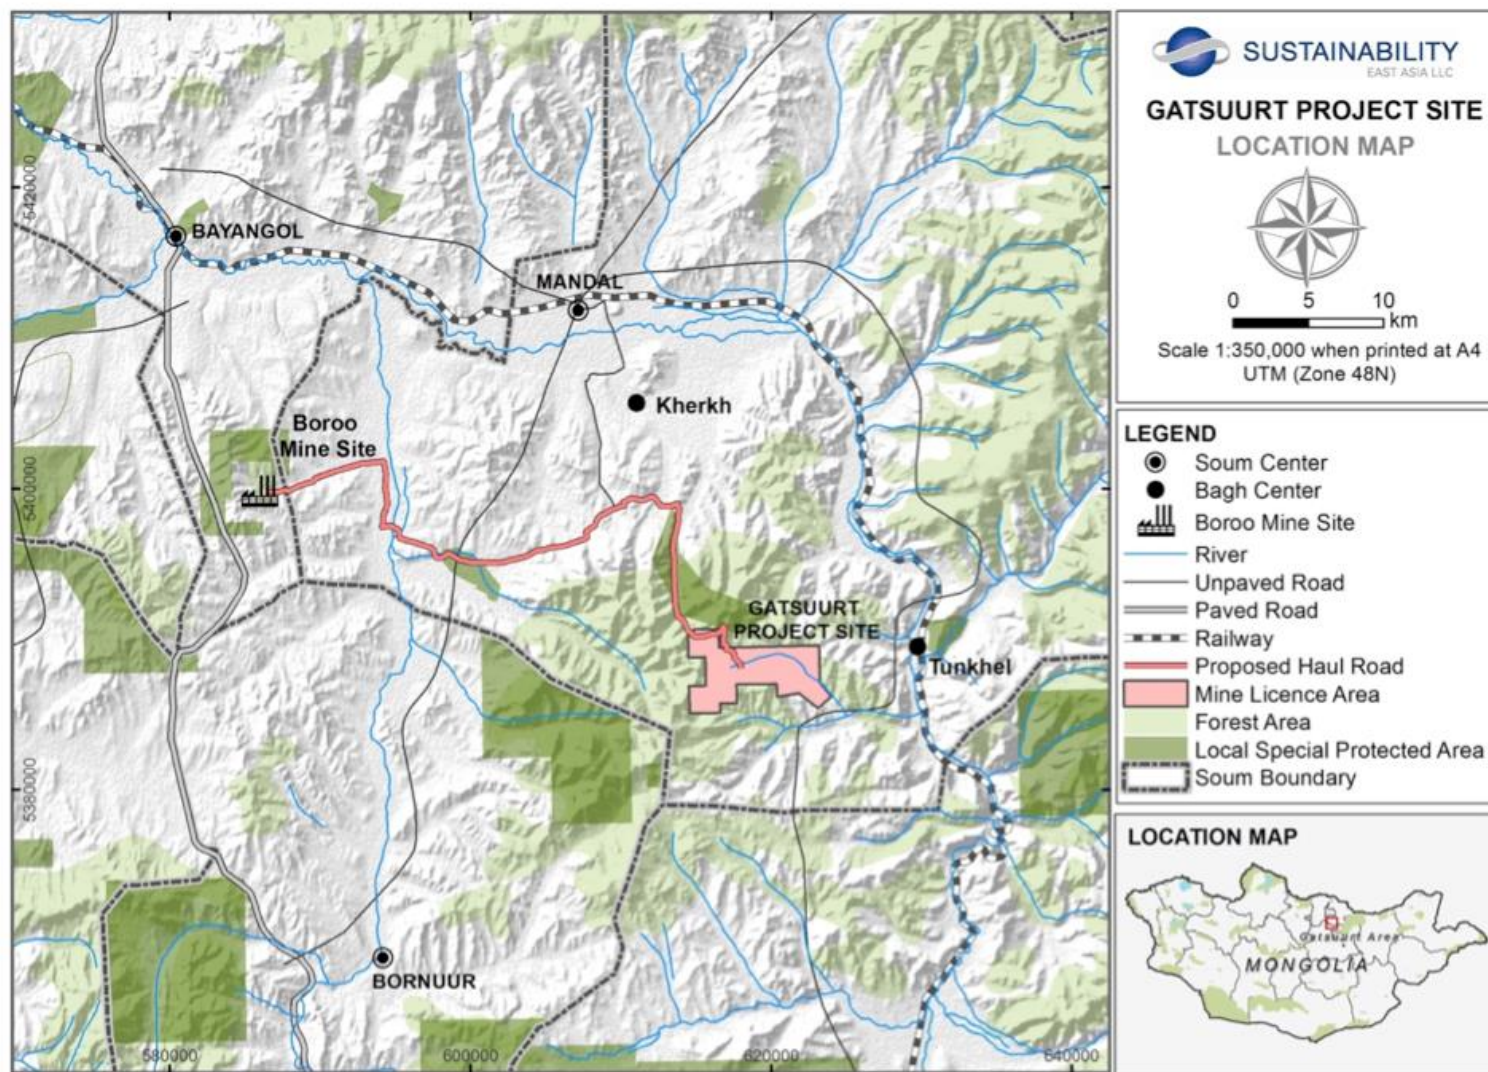 5420000
5400000
5380000
BAYANGOL
MANDAL
Kherkh
Boroo
Mine Site
GATSUURT
PROJECT SITE
Tunkhel
BORNUUR
580000
600000
620000
640000
SUSTAINABILITY
EAST ASIA LLC
GATSUURT PROJECT SITE
LOCATION MAP
0 5 10
km
Scale 1:350,000 when printed at A4
UTM (Zone 48N)
LEGEND
Soum Center
Bagh Center
Boroo Mine Site
River
Unpaved Road
Paved Road
Railway
Proposed Haul Road
Mine Licence Area
Forest Area
Local Special Protected Area
Soum Boundary
LOCATION MAP
Gatsuurt Area
MONGOLIA